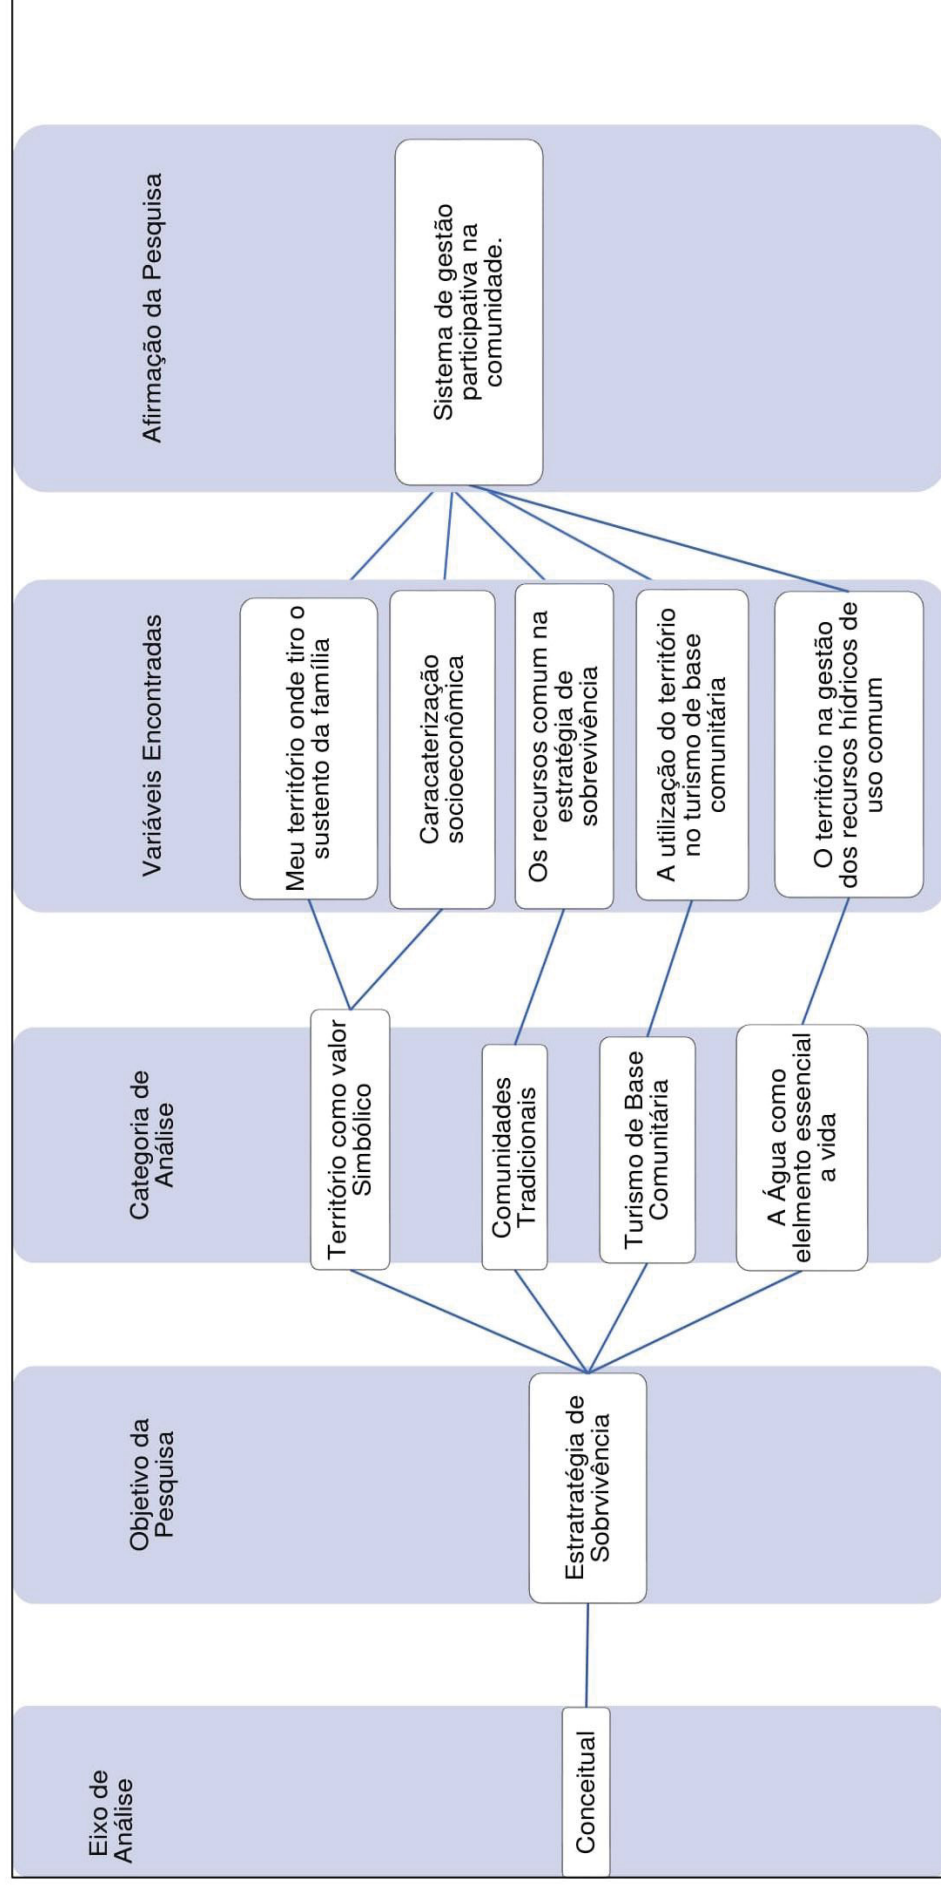 Eixo de
Análise
Conceitual
Objetivo da
Pesquisa
Estratratégia de
Sobrvivência
Categoria de
Análise
Território como valor
Simbólico
Comunidades
Tradicionais
Turismo de Base
Comunitária
A Água como
elelmento essencial
a vida
Variáveis Encontradas
Meu território onde tiro o
sustento da família
Caracaterização
socioeconômica
Os recursos comum na
estratégia de
sobrevivência
A utilização do território
no turismo de base
comunitária
O território na gestão
dos recursos hídricos de
uso comum
Afirmação da Pesquisa
Sistema de gestão
participativa na
comunidade.